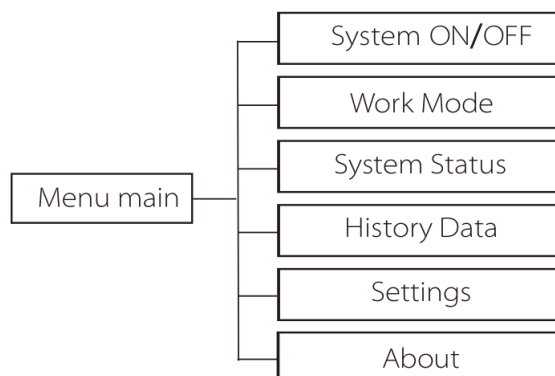 System ON/OFF
Work Mode
System Status
Menu main
History Data
Settings
About